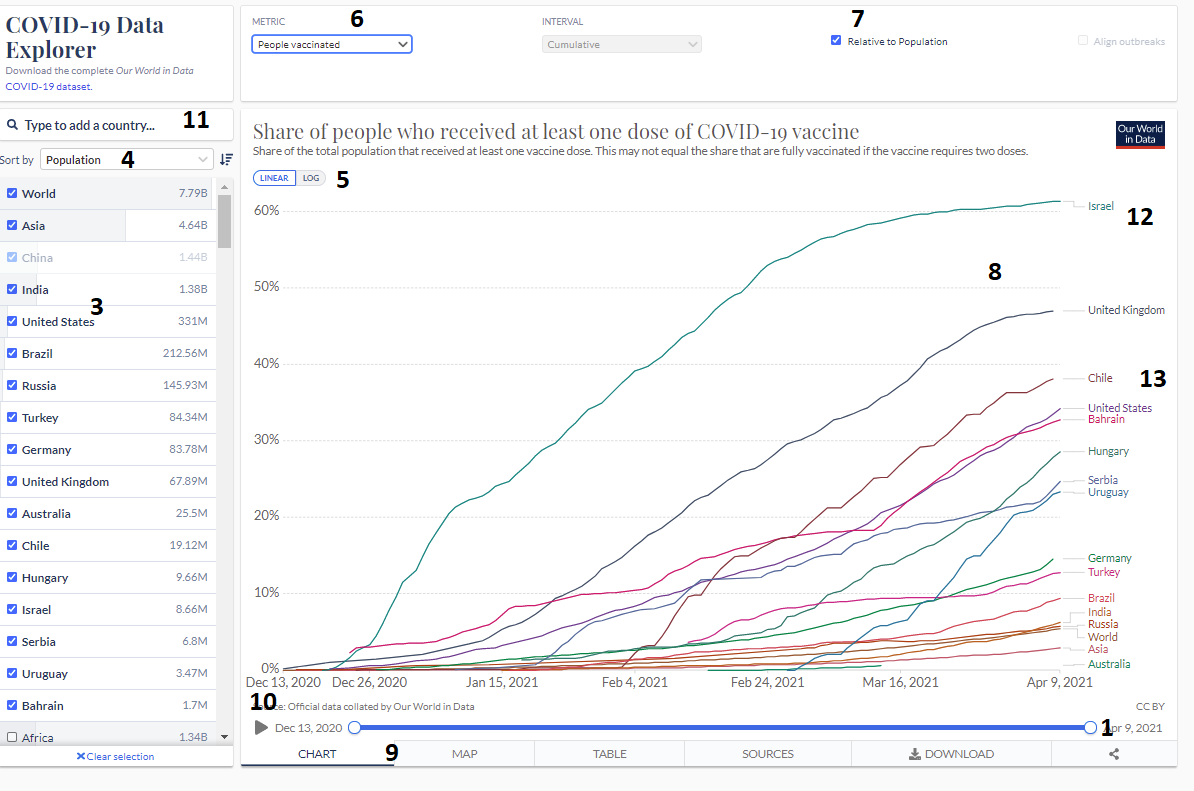 COVID-19 Data
Explorer
Download the complete Our World in Data
COVID-19 dataset.
METRIC
6
People vaccinated
INTERVAL
Cumulative
7
Relative to Population
Align outbreaks
Type to add a country...
11
Sort by
Population
4
World 7.79B
Asia 4.64B
China 1.44B
India 1.38B
3
United States 331M
Brazil 212.56M
Russia 145.93M
Turkey 84.34M
Germany 83.78M
United Kingdom 67.89M
Australia 25.5M
Chile 19.12M
Hungary 9.66M
Israel 8.66M
Serbia 6.8M
Uruguay 3.47M
Bahrain 1.7M
Africa 1.34B
Clear selection
Share of people who received at least one dose of COVID-19 vaccine
Share of the total population that received at least one vaccine dose. This may not equal the share that are fully vaccinated if the vaccine requires two doses.
Our World
in Data
LINEAR LOG
5
60%
50%
40%
30%
20%
10%
0%
Israel
12
8
United Kingdom
Chile
13
United States
Bahrain
Hungary
Serbia
Uruguay
Germany
Turkey
Brazil
India
Russia
World
Asia
Australia
Dec 13, 2020 Dec 26, 2020 Jan 15, 2021 Feb 4, 2021 Feb 24, 2021 Mar 16, 2021 Apr 9, 2021
10
Official data collated by Our World in Data
CC BY
Dec 13, 2020
1
Apr 9, 2021
CHART
9
MAP
TABLE
SOURCES
DOWNLOAD